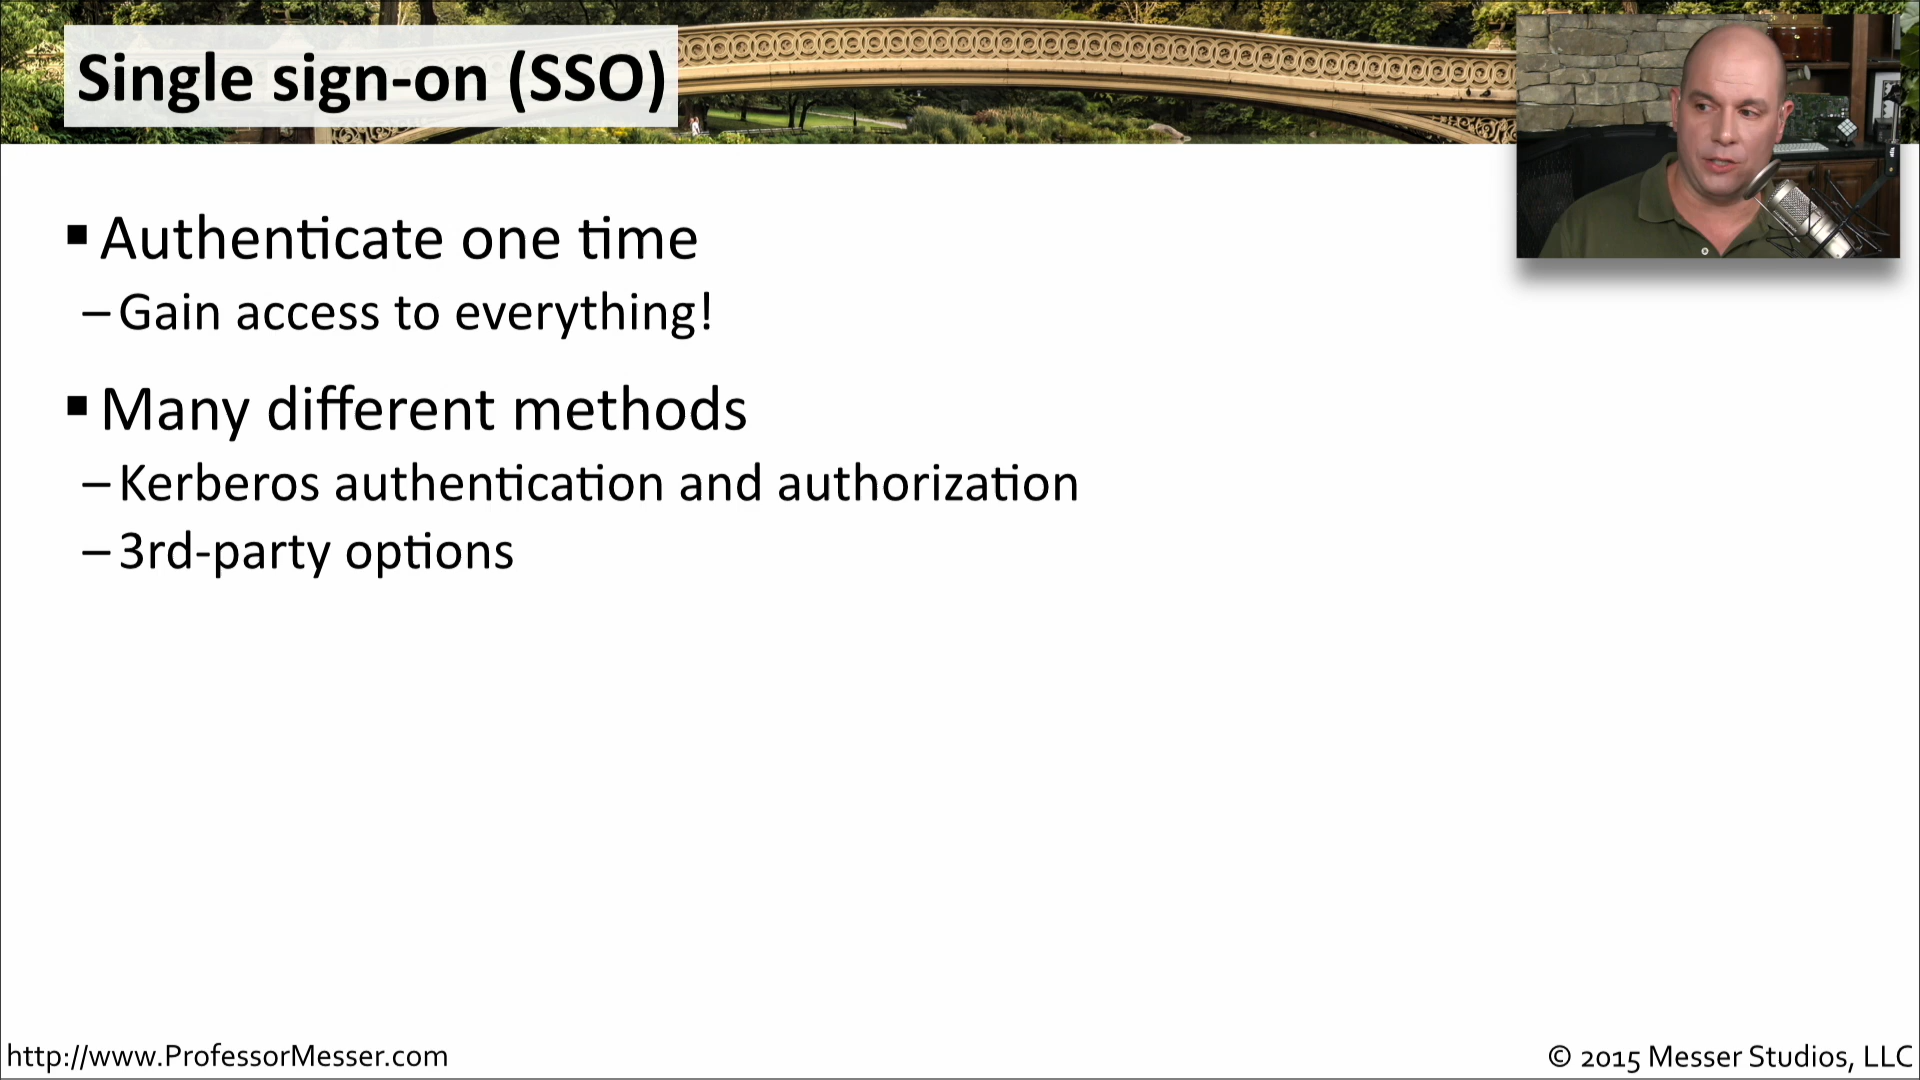 Single sign-on (SSO)
▪ Authenticate one time
– Gain access to everything!
▪ Many different methods
– Kerberos authentication and authorization
– 3rd-party options
http://www.ProfessorMesser.com
© 2015 Messer Studios, LLC